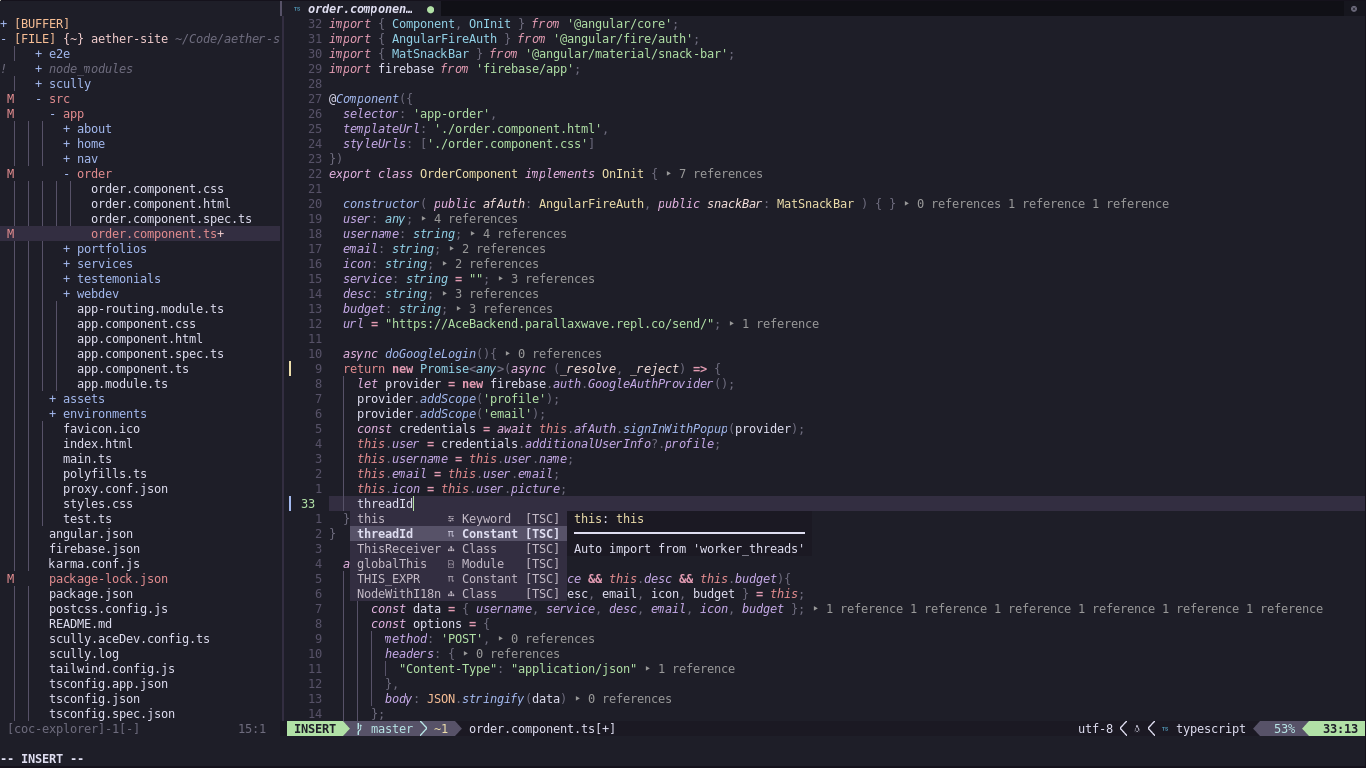 TS order.componen… ●
+ [BUFFER]
- [FILE] {~} aether-site ~/Code/aether-s
+ e2e
! + node_modules
+ scully
M - src
M - app
+ about
+ home
+ nav
M - order
order.component.css
order.component.html
order.component.spec.ts
M order.component.ts+
+ portfolios
+ services
+ testemonials
+ webdev
app-routing.module.ts
app.component.css
app.component.html
app.component.spec.ts
app.component.ts
app.module.ts
+ assets
+ environments
favicon.ico
index.html
main.ts
polyfills.ts
proxy.conf.json
styles.css
test.ts
angular.json
firebase.json
karma.conf.js
M package-lock.json
package.json
postcss.config.js
README.md
scully.aceDev.config.ts
scully.log
tailwind.config.js
tsconfig.app.json
tsconfig.json
tsconfig.spec.json
[coc-explorer]-1[-] 15:1
32 import { Component, OnInit } from '@angular/core';
31 import { AngularFireAuth } from '@angular/fire/auth';
30 import { MatSnackBar } from '@angular/material/snack-bar';
29 import firebase from 'firebase/app';
28
27 @Component({
26 selector: 'app-order',
25 templateUrl: './order.component.html',
24 styleUrls: ['./order.component.css']
23 })
22 export class OrderComponent implements OnInit { ‣ 7 references
21
20 constructor( public afAuth: AngularFireAuth, public snackBar: MatSnackBar ) { } ‣ 0 references 1 reference 1 reference
19 user: any; ‣ 4 references
18 username: string; ‣ 4 references
17 email: string; ‣ 2 references
16 icon: string; ‣ 2 references
15 service: string = ""; ‣ 3 references
14 desc: string; ‣ 3 references
13 budget: string; ‣ 3 references
12 url = "https://AceBackend.parallaxwave.repl.co/send/"; ‣ 1 reference
11
10 async doGoogleLogin(){ ‣ 0 references
9 return new Promise<any>(async (_resolve, _reject) => {
8 let provider = new firebase.auth.GoogleAuthProvider();
7 provider.addScope('profile');
6 provider.addScope('email');
5 const credentials = await this.afAuth.signInWithPopup(provider);
4 this.user = credentials.additionalUserInfo?.profile;
3 this.username = this.user.name;
2 this.email = this.user.email;
1 this.icon = this.user.picture;
33 threadId
1 } this Keyword [TSC] this: this
2 } threadId Constant [TSC]
3 ThisReceiver Class [TSC] Auto import from 'worker_threads'
4 a globalThis Module [TSC]
5 THIS_EXPR Constant [TSC] ce && this.desc && this.budget){
6 NodeWithI18n Class [TSC] esc, email, icon, budget } = this;
7 const data = { username, service, desc, email, icon, budget }; ‣ 1 reference 1 reference 1 reference 1 reference 1 reference 1 reference 1 reference
8 const options = {
9 method: 'POST', ‣ 0 references
10 headers: { ‣ 0 references
11 "Content-Type": "application/json" ‣ 1 reference
12 },
13 body: JSON.stringify(data) ‣ 0 references
14 };
INSERT master ~1 order.component.ts[+] utf-8 TS typescript 53% 33:13
-- INSERT --